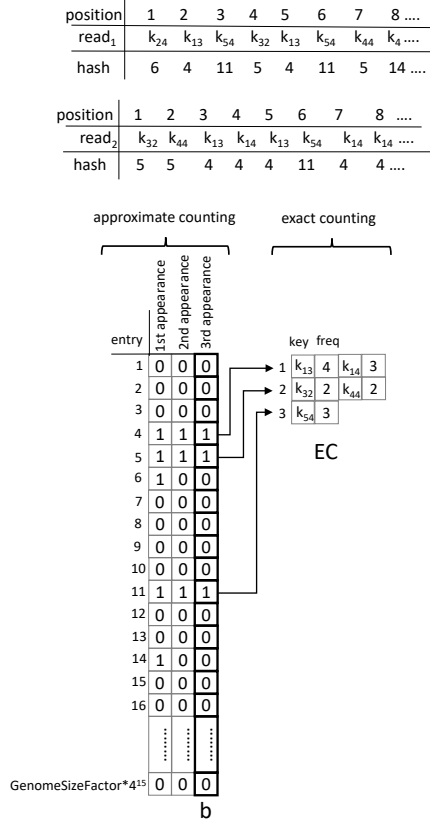 position 1 2 3 4 5 6 7 8 ....
read1 k24 k13 k54 k32 k13 k54 k44 k4 ....
hash 6 4 11 5 4 11 5 14 ....
position 1 2 3 4 5 6 7 8 ....
read2 k32 k44 k13 k14 k13 k54 k14 k14 ....
hash 5 5 4 4 4 11 4 4 ....
approximate counting exact counting
entry 1st appearance 2nd appearance 3rd appearance
key freq
1 0 0 0 1 k13 4 k14 3
2 0 0 0 2 k32 2 k44 2
3 0 0 0 3 k54 3
4 1 1 1
EC
5 1 1 1
6 1 0 0
7 0 0 0
8 0 0 0
9 0 0 0
10 0 0 0
11 1 1 1
12 0 0 0
13 0 0 0
14 1 0 0
15 0 0 0
16 0 0 0
........ ........ ........
GenomeSizeFactor*4^15 0 0 0
b